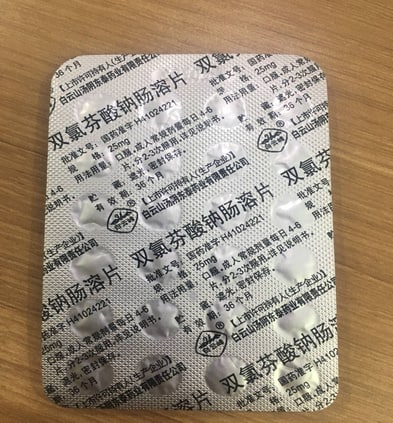 双氯芬酸钠肠溶片
批准文号：国药准字H41024221
规 格：25mg
用法用量：口服，成人常规剂量每日4-6
片，分2-3次服用，详见说明书。
贮 藏：遮光，密封保存。
有 效 期：36个月
【上市许可持有人（生产企业）】
白云山汤阴东泰药业有限责任公司